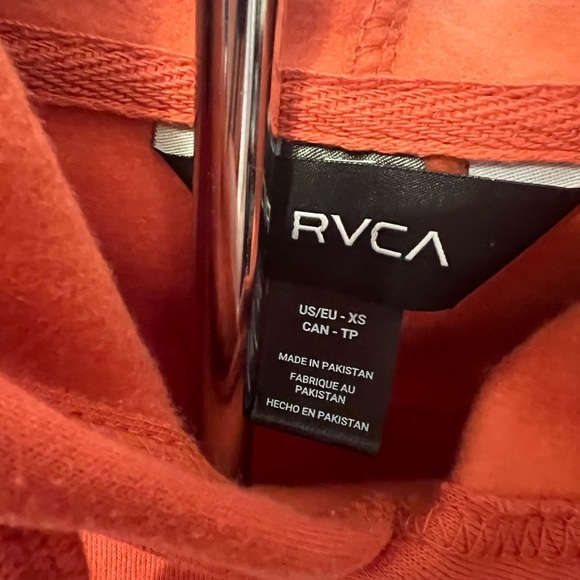 RVCA
US/EU - XS
CAN - TP
MADE IN PAKISTAN
FABRIQUE AU
PAKISTAN
HECHO EN PAKISTAN